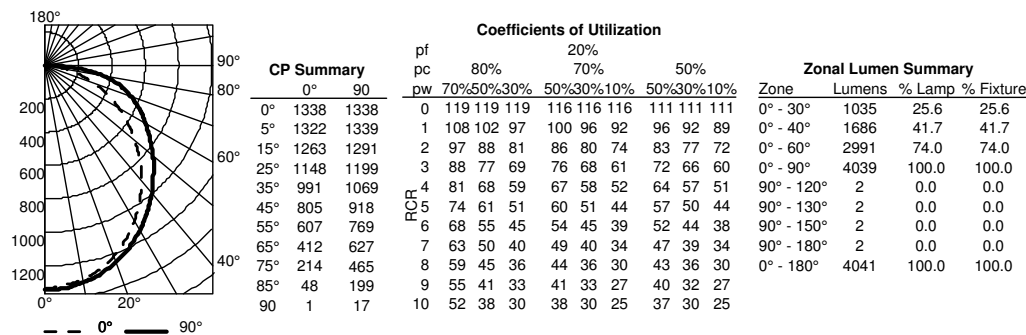 180°
90°
80°
60°
40°
20°
0°
200
400
600
800
1000
1200
0° 90°
CP Summary
0° 90
0° 1338 1338
5° 1322 1339
15° 1263 1291
25° 1148 1199
35° 991 1069
45° 805 918
55° 607 769
65° 412 627
75° 214 465
85° 48 199
90 1 17
Coefficients of Utilization
pf 20%
pc 80% 70% 50%
pw 70%50%30% 50%30%10% 50%30%10%
RCR
0 119 119 119 116 116 116 111 111 111
1 108 102 97 100 96 92 96 92 89
2 97 88 81 86 80 74 83 77 72
3 88 77 69 76 68 61 72 66 60
4 81 68 59 67 58 52 64 57 51
5 74 61 51 60 51 44 57 50 44
6 68 55 45 54 45 39 52 44 38
7 63 50 40 49 40 34 47 39 34
8 59 45 36 44 36 30 43 36 30
9 55 41 33 41 33 27 40 32 27
10 52 38 30 38 30 25 37 30 25
Zonal Lumen Summary
Zone Lumens % Lamp % Fixture
0° - 30° 1035 25.6 25.6
0° - 40° 1686 41.7 41.7
0° - 60° 2991 74.0 74.0
0° - 90° 4039 100.0 100.0
90° - 120° 2 0.0 0.0
90° - 130° 2 0.0 0.0
90° - 150° 2 0.0 0.0
90° - 180° 2 0.0 0.0
0° - 180° 4041 100.0 100.0